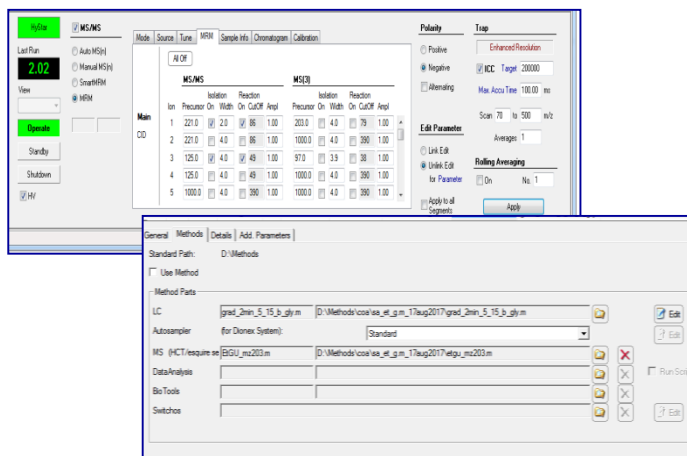 HyStar
MS/MS
Last Run
2.02
View
Auto MS(n)
Manual MS(n)
SmartMRM
MRM
Operate
Standby
Shutdown
HV
Mode Source Tune MRM Sample Info Chromatogram Calibration
All Off
MS/MS MS(3)
Isolation Reaction Isolation Reaction
Ion Precursor On Width On CutOff Ampl Precursor On Width On CutOff Ampl
Main
CID
1 221.0 2.0 86 1.00 203.0 4.0 79 1.00
2 221.0 4.0 86 1.00 1000.0 4.0 390 1.00
3 125.0 4.0 49 1.00 97.0 3.9 38 1.00
4 125.0 4.0 49 1.00 1000.0 4.0 390 1.00
5 1000.0 4.0 390 1.00 1000.0 4.0 390 1.00
Polarity
Positive
Negative
Alternating
Edit Parameter
Link Edit
Unlink Edit
for Parameter
Apply to all
Segments
Trap
Enhanced Resolution
ICC Target 200000
Max. Accu Time 100.00 ms
Scan 70 to 500 m/z
Averages 1
Rolling Averaging
On No. 1
Apply
General Methods Details Add. Parameters
Standard Path: D:\Methods
Use Method
Method Parts
LC grad_2min_5_15_b_gly.m D:\Methods\coa\sa_et_g.m_17aug2017\grad_2min_5_15_b_gly.m Edit
Autosampler (for Dionex System): Standard Edit
MS (HCT/esquire se EtGU_mz203.m D:\Methods\coa\sa_et_g.m_17aug2017\etgu_mz203.m
DataAnalysis Run Scri
BioTools
Switchos Edit